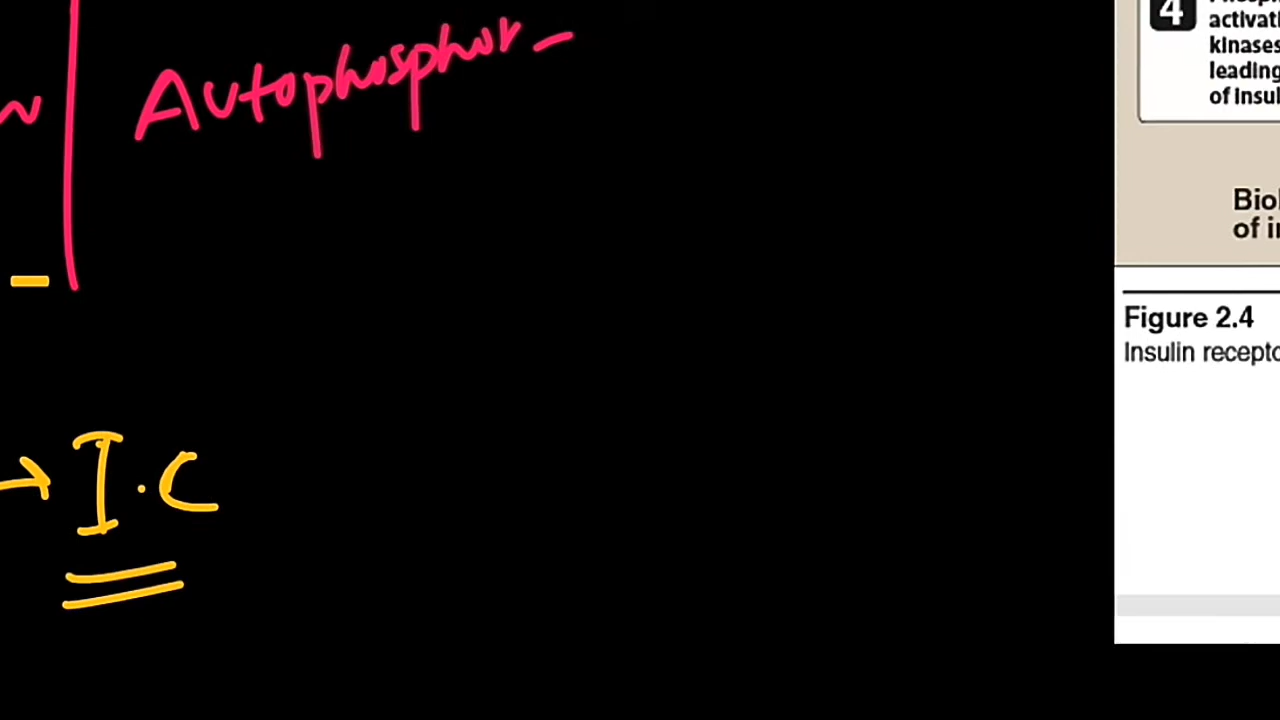 Autophosphor -
I.C
4
activati
kinases
leading
of insul
Biol
of in
Figure 2.4
Insulin recepto